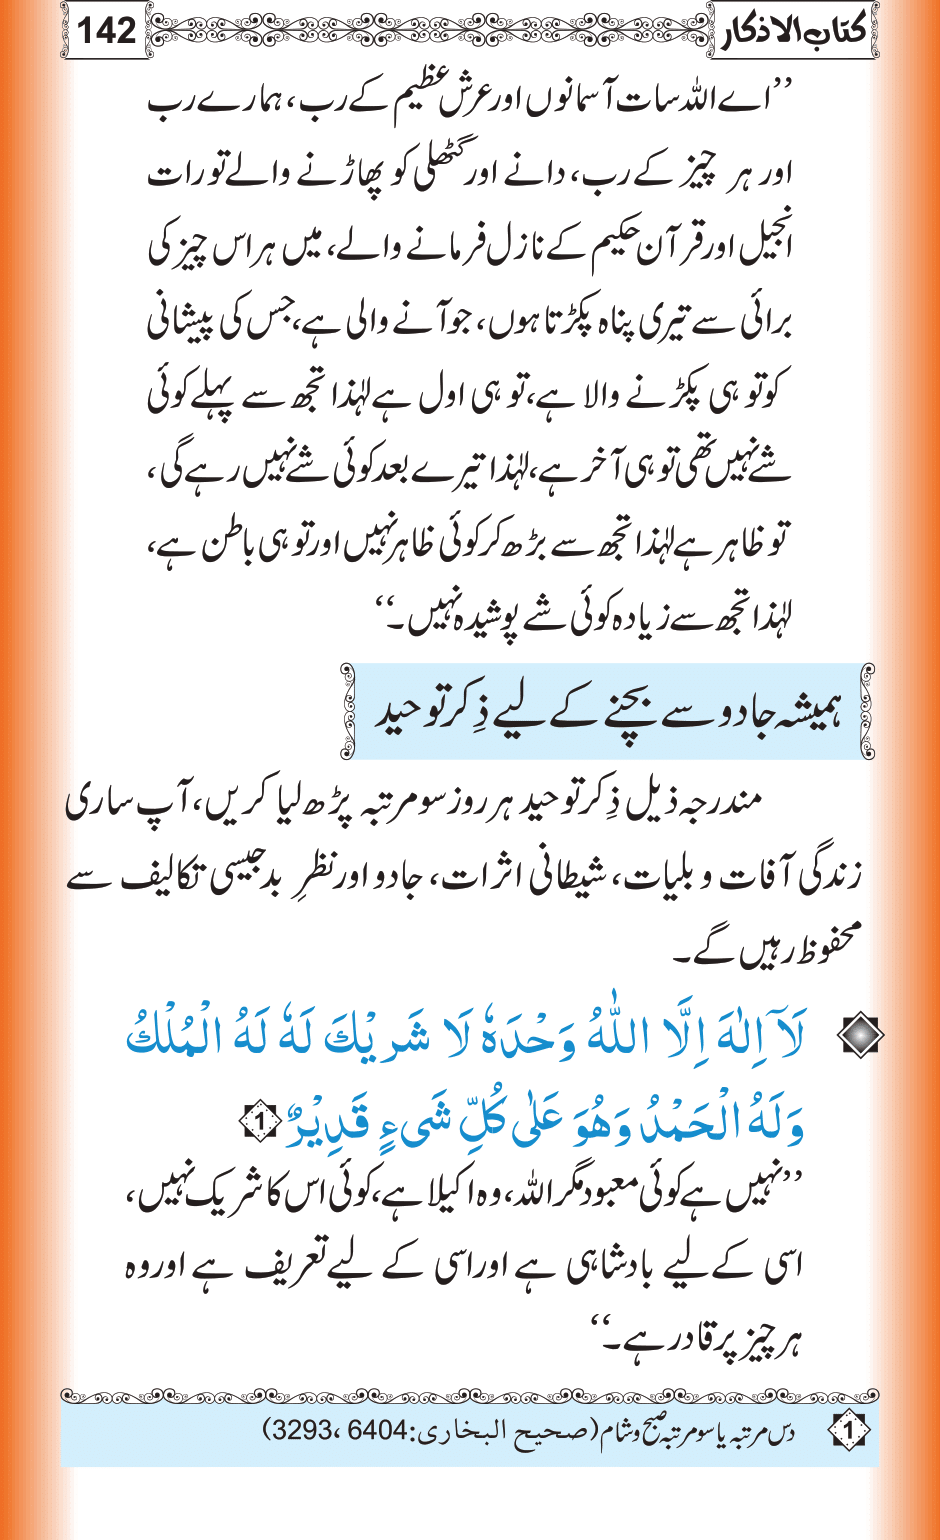 کتاب الاذکار 142
’’اے اللہ سات آسمانوں اور عرش عظیم کے رب، ہمارے رب
اور ہر چیز کے رب، دانے اور گٹھلی کو پھاڑنے والے تورات
انجیل اور قرآن حکیم کے نازل فرمانے والے، میں ہر اس چیز کی
برائی سے تیری پناہ پکڑتا ہوں، جو آنے والی ہے، جس کی پیشانی
کو تو ہی پکڑنے والا ہے، تو ہی اول ہے لہٰذا تجھ سے پہلے کوئی
شے نہیں تھی تو ہی آخر ہے، لہٰذا تیرے بعد کوئی شے نہیں رہے گی،
تو ظاہر ہے لہٰذا تجھ سے بڑھ کر کوئی ظاہر نہیں اور تو ہی باطن ہے،
لہٰذا تجھ سے زیادہ کوئی شے پوشیدہ نہیں۔‘‘
ہمیشہ جادو سے بچنے کے لیے ذِکر توحید
مندرجہ ذیل ذِکر توحید ہر روز سو مرتبہ پڑھ لیا کریں، آپ ساری
زندگی آفات و بلیات، شیطانی اثرات، جادو اور نظرِ بد جیسی تکالیف سے
محفوظ رہیں گے۔
لَآ اِلٰهَ اِلَّا اللّٰهُ وَحْدَهٗ لَا شَرِيْكَ لَهٗ لَهُ الْمُلْكُ
وَلَهُ الْحَمْدُ وَهُوَ عَلٰى كُلِّ شَىءٍ قَدِيْرٌ 1
’’نہیں ہے کوئی معبود مگر اللہ، وہ اکیلا ہے، کوئی اس کا شریک نہیں،
اسی کے لیے بادشاہی ہے اور اسی کے لیے تعریف ہے اور وہ
ہر چیز پر قادر ہے۔‘‘
1 دس مرتبہ یا سو مرتبہ صبح و شام (صحیح البخاری: 6404، 3293)